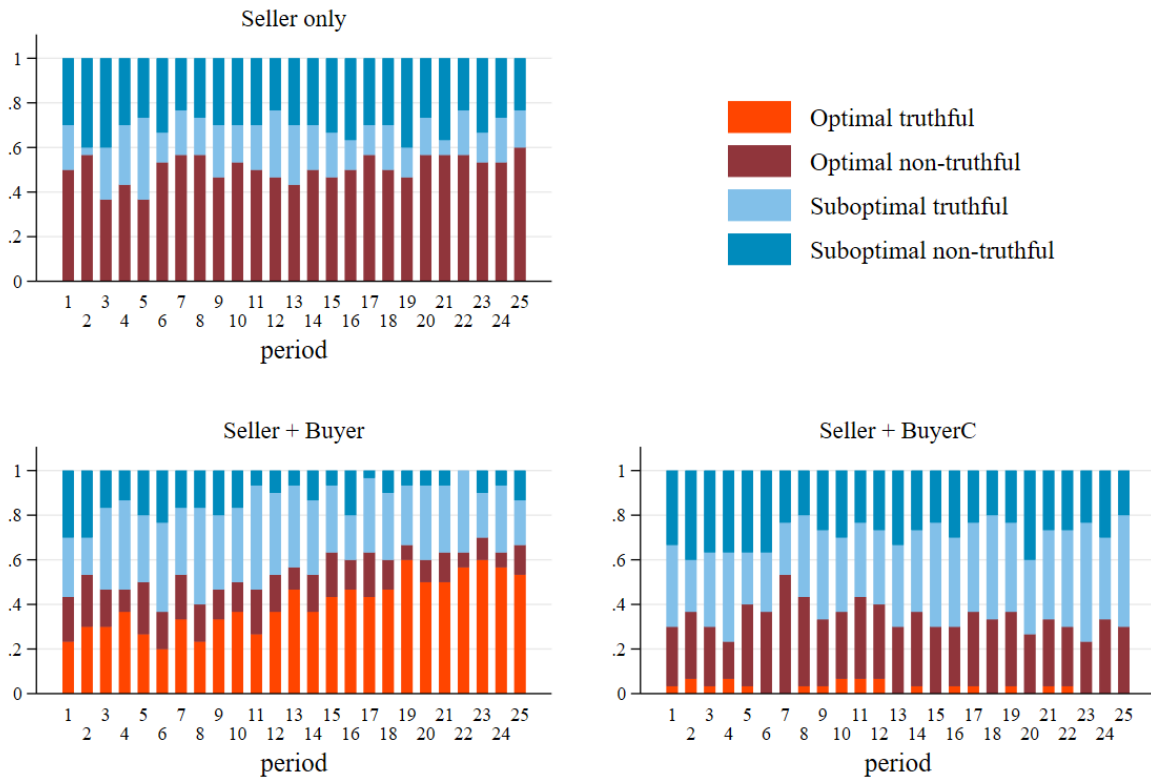 Seller only
1
.8
.6
.4
.2
0
1 3 5 7 9 11 13 15 17 19 21 23 25
2 4 6 8 10 12 14 16 18 20 22 24
period
Optimal truthful
Optimal non-truthful
Suboptimal truthful
Suboptimal non-truthful
Seller + Buyer
1
.8
.6
.4
.2
0
1 3 5 7 9 11 13 15 17 19 21 23 25
2 4 6 8 10 12 14 16 18 20 22 24
period
Seller + BuyerC
1
.8
.6
.4
.2
0
1 3 5 7 9 11 13 15 17 19 21 23 25
2 4 6 8 10 12 14 16 18 20 22 24
period